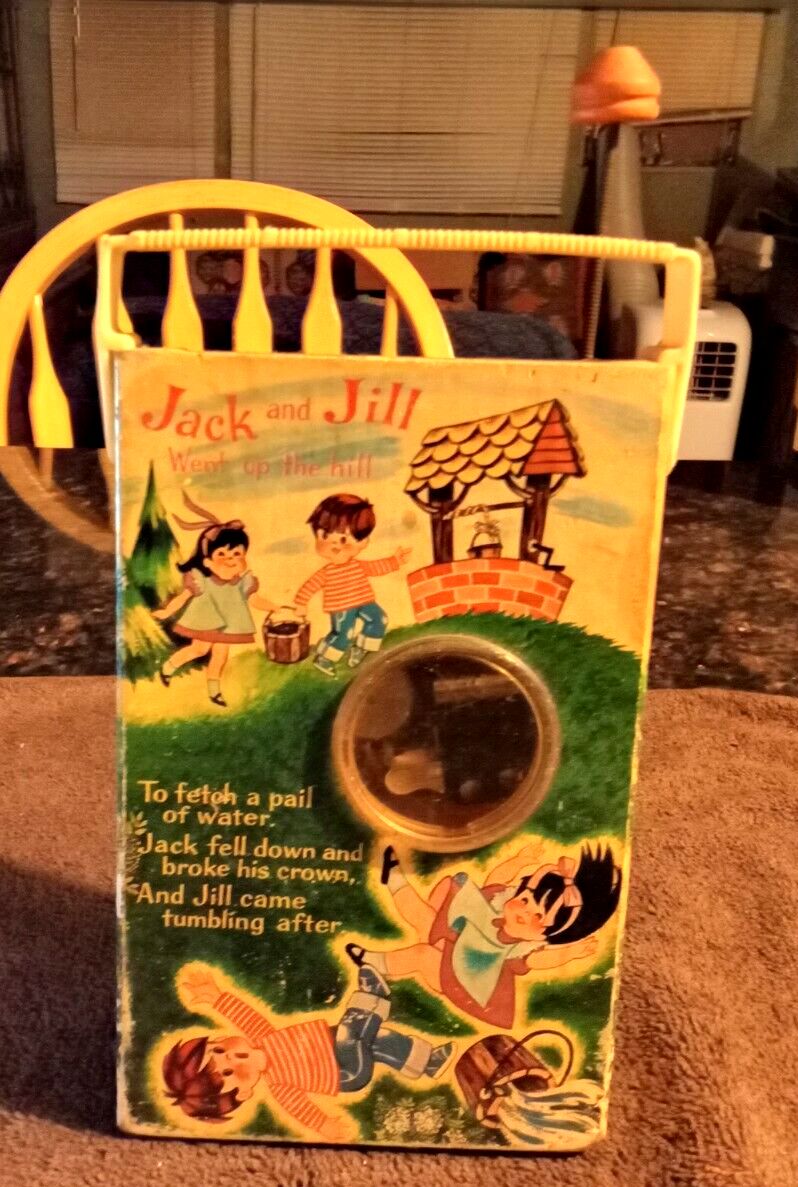 Jack and Jill
Went up the hill
To fetch a pail
of water.
Jack fell down and
broke his crown,
And Jill came
tumbling after.